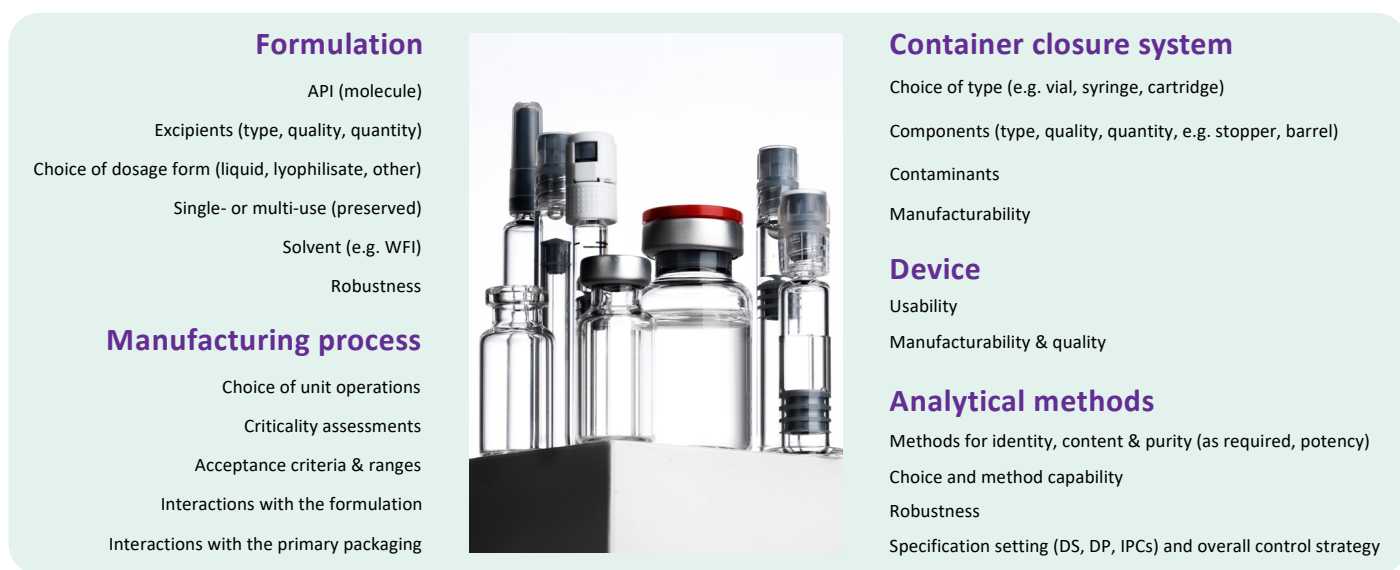 Formulation
API (molecule)
Excipients (type, quality, quantity)
Choice of dosage form (liquid, lyophilisate, other)
Single- or multi-use (preserved)
Solvent (e.g. WFI)
Robustness
Manufacturing process
Choice of unit operations
Criticality assessments
Acceptance criteria & ranges
Interactions with the formulation
Interactions with the primary packaging
Container closure system
Choice of type (e.g. vial, syringe, cartridge)
Components (type, quality, quantity, e.g. stopper, barrel)
Contaminants
Manufacturability
Device
Usability
Manufacturability & quality
Analytical methods
Methods for identity, content & purity (as required, potency)
Choice and method capability
Robustness
Specification setting (DS, DP, IPCs) and overall control strategy